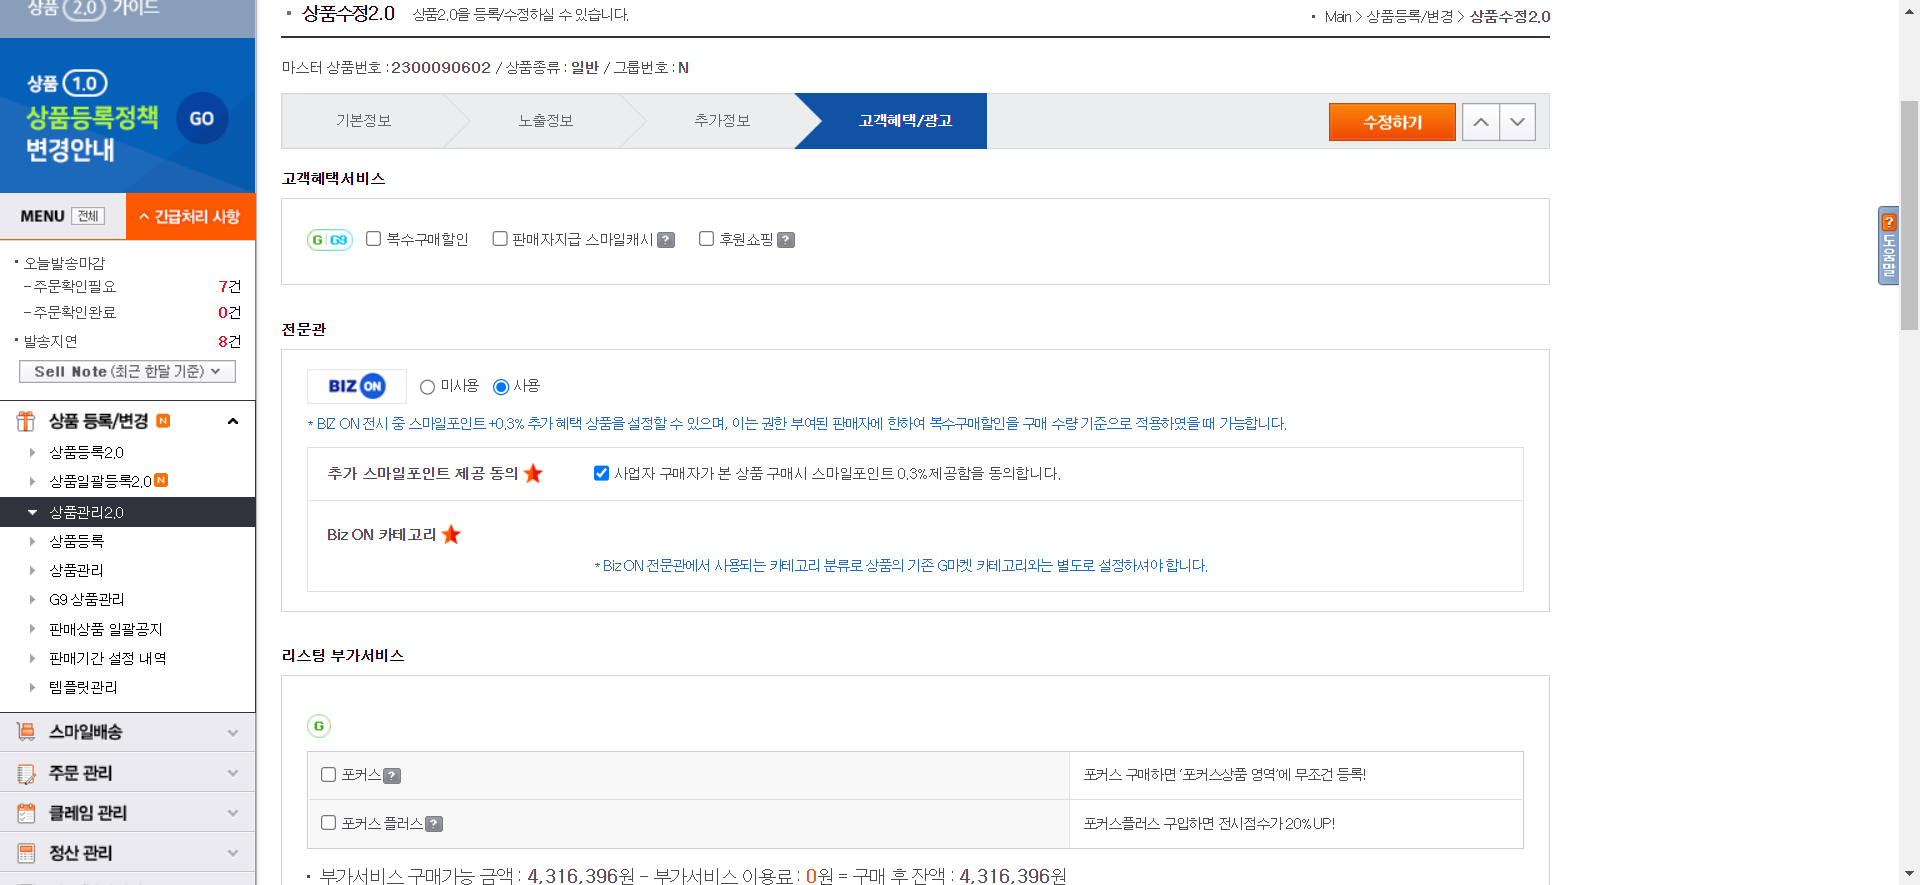 상품 2.0 가이드
상품 1.0
상품등록정책
변경안내
GO
MENU 전체
긴급처리 사항
오늘발송마감
- 주문확인필요 7건
- 주문확인완료 0건
발송지연 8건
Sell Note (최근 한달 기준)
상품 등록/변경 N
상품등록2.0
상품일괄등록2.0 N
상품관리2.0
상품등록
상품관리
G9 상품관리
판매상품 일괄공지
판매기간 설정 내역
템플릿관리
스마일배송
주문 관리
클레임 관리
정산 관리
상품수정2.0 상품2.0을 등록/수정하실 수 있습니다.
Main > 상품등록/변경 > 상품수정2.0
마스터 상품번호 : 2300090602 / 상품종류 : 일반 / 그룹번호 : N
기본정보 노출정보 추가정보 고객혜택/광고 수정하기
고객혜택서비스
G G9 복수구매할인 판매자지급 스마일캐시 ? 후원쇼핑 ?
전문관
BIZ ON 미사용 사용
* BIZ ON 전시 중 스마일포인트 +0.3% 추가 혜택 상품을 설정할 수 있으며, 이는 권한 부여된 판매자에 한하여 복수구매할인을 구매 수량 기준으로 적용하였을 때 가능합니다.
추가 스마일포인트 제공 동의 사업자 구매자가 본 상품 구매시 스마일포인트 0.3% 제공함을 동의합니다.
Biz ON 카테고리
* Biz ON 전문관에서 사용되는 카테고리 분류로 상품의 기존 G마켓 카테고리와는 별도로 설정하셔야 합니다.
리스팅 부가서비스
G
포커스 ? 포커스 구매하면 '포커스상품 영역'에 무조건 등록!
포커스 플러스 ? 포커스플러스 구입하면 전시점수가 20% UP!
부가서비스 구매가능 금액 : 4,316,396원 - 부가서비스 이용료 : 0원 = 구매 후 잔액 : 4,316,396원
? 도움말